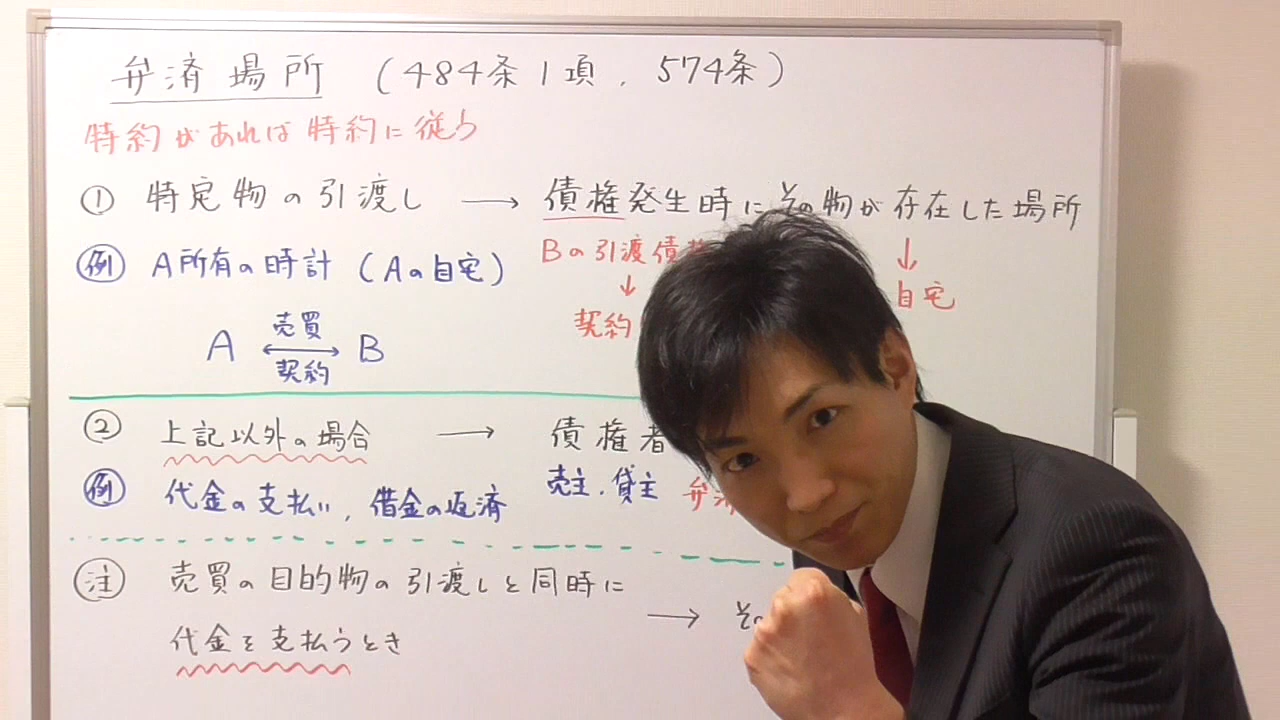 弁済場所 (484条1項, 574条)
特約があれば特約に従う
① 特定物の引渡し → 債権発生時にその物が存在した場所
Bの引渡債
↓
契約
↓
自宅
例 A所有の時計 (Aの自宅)
A 売買契約 B
② 上記以外の場合 → 債権者
例 代金の支払い, 借金の返済
売主・貸主 弁済
注 売買の目的物の引渡しと同時に
代金を支払うとき
→ その